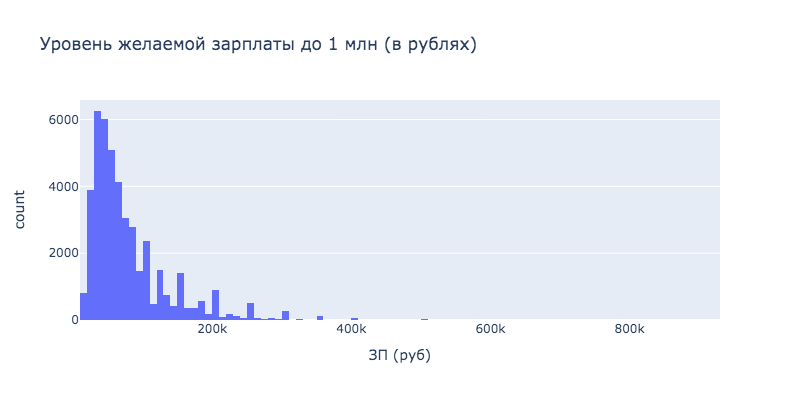 Уровень желаемой зарплаты до 1 млн (в рублях)
6000
4000
2000
0
count
200k
400k
600k
800k
ЗП (руб)